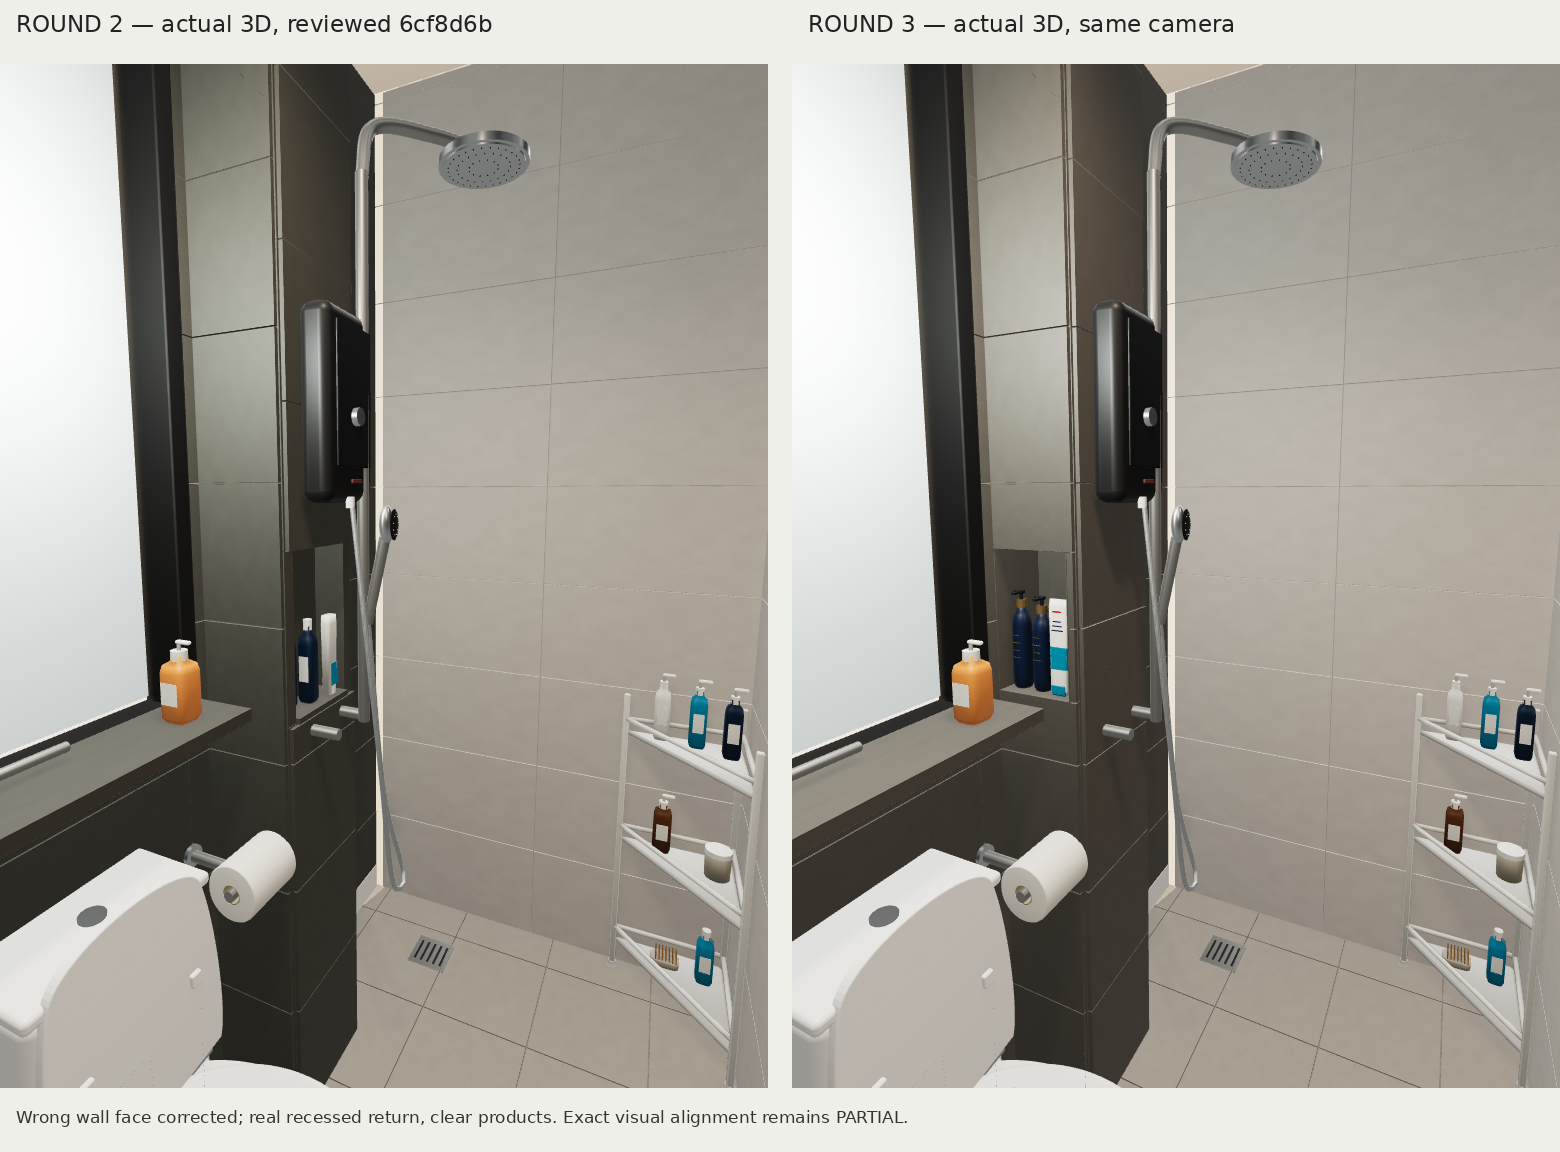 ROUND 2 — actual 3D, reviewed 6cf8d6b
ROUND 3 — actual 3D, same camera
Wrong wall face corrected; real recessed return, clear products. Exact visual alignment remains PARTIAL.